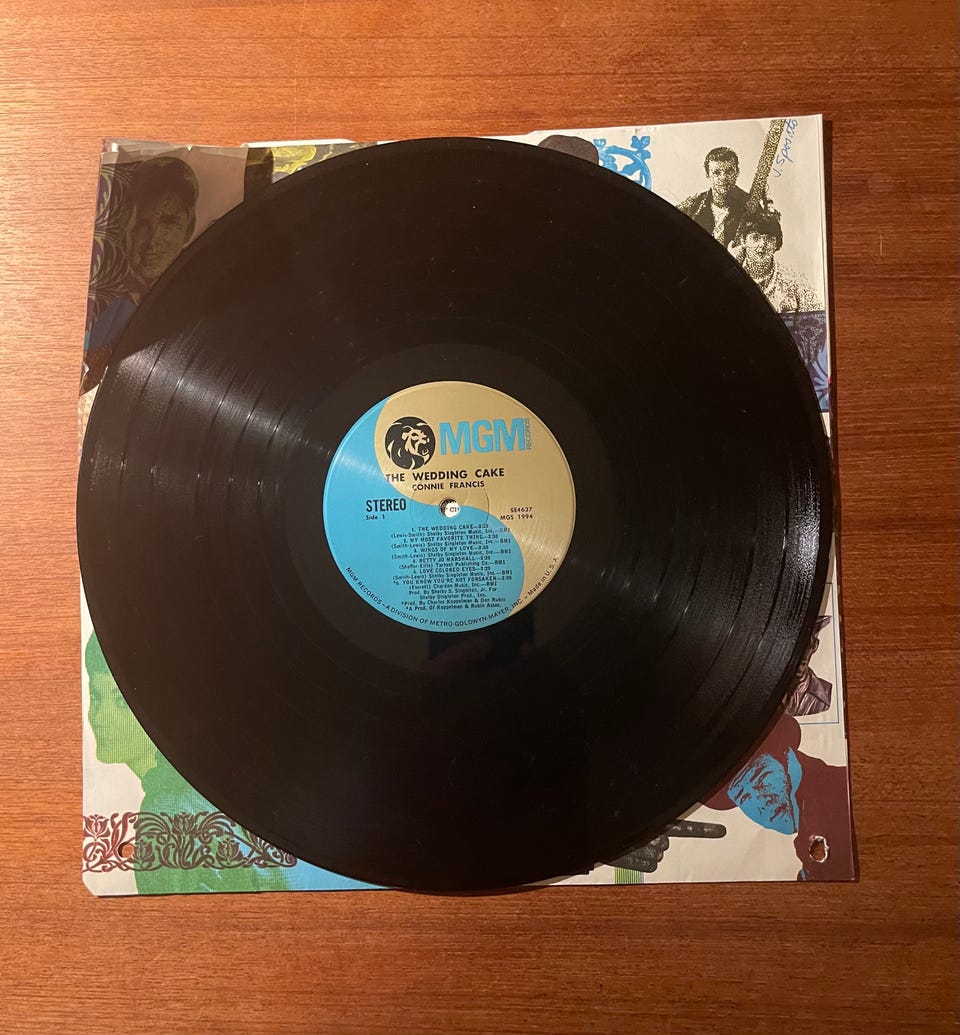 J. Sposito
MGM RECORDS
THE WEDDING CAKE
CONNIE FRANCIS
STEREO
Side 1
SE4637
MGS 1994
1. THE WEDDING CAKE—
(Lewis-Smith) Shelby Singleton Music, Inc.—BMI
2. MY MOST FAVORITE THING—
(Smith-Lewis) Shelby Singleton Music, Inc.—BMI
3. WINGS OF MY LOVE—
(Smith-Lewis) Shelby Singleton Music, Inc.—BMI
4. BETTY JO MARSHALL—
Tarheel Publishing Co.—BMI
5. LOVE COLORED EYES—
(Smith-Lewis) Shelby Singleton Music, Inc.—BMI
*6. YOU KNOW YOU'RE NOT FORSAKEN—
(Everett) Chardon Music, Inc.—BMI
Prod. By Shelby S. Singleton, Jr. For
Shelby Singleton Prod., Inc.
*Prod. By Charles Koppelman & Don Rubin
*A Prod. Of Koppelman & Rubin Assoc.
MGM RECORDS—A DIVISION OF METRO-GOLDWYN-MAYER, INC.—Made in U.S.A.